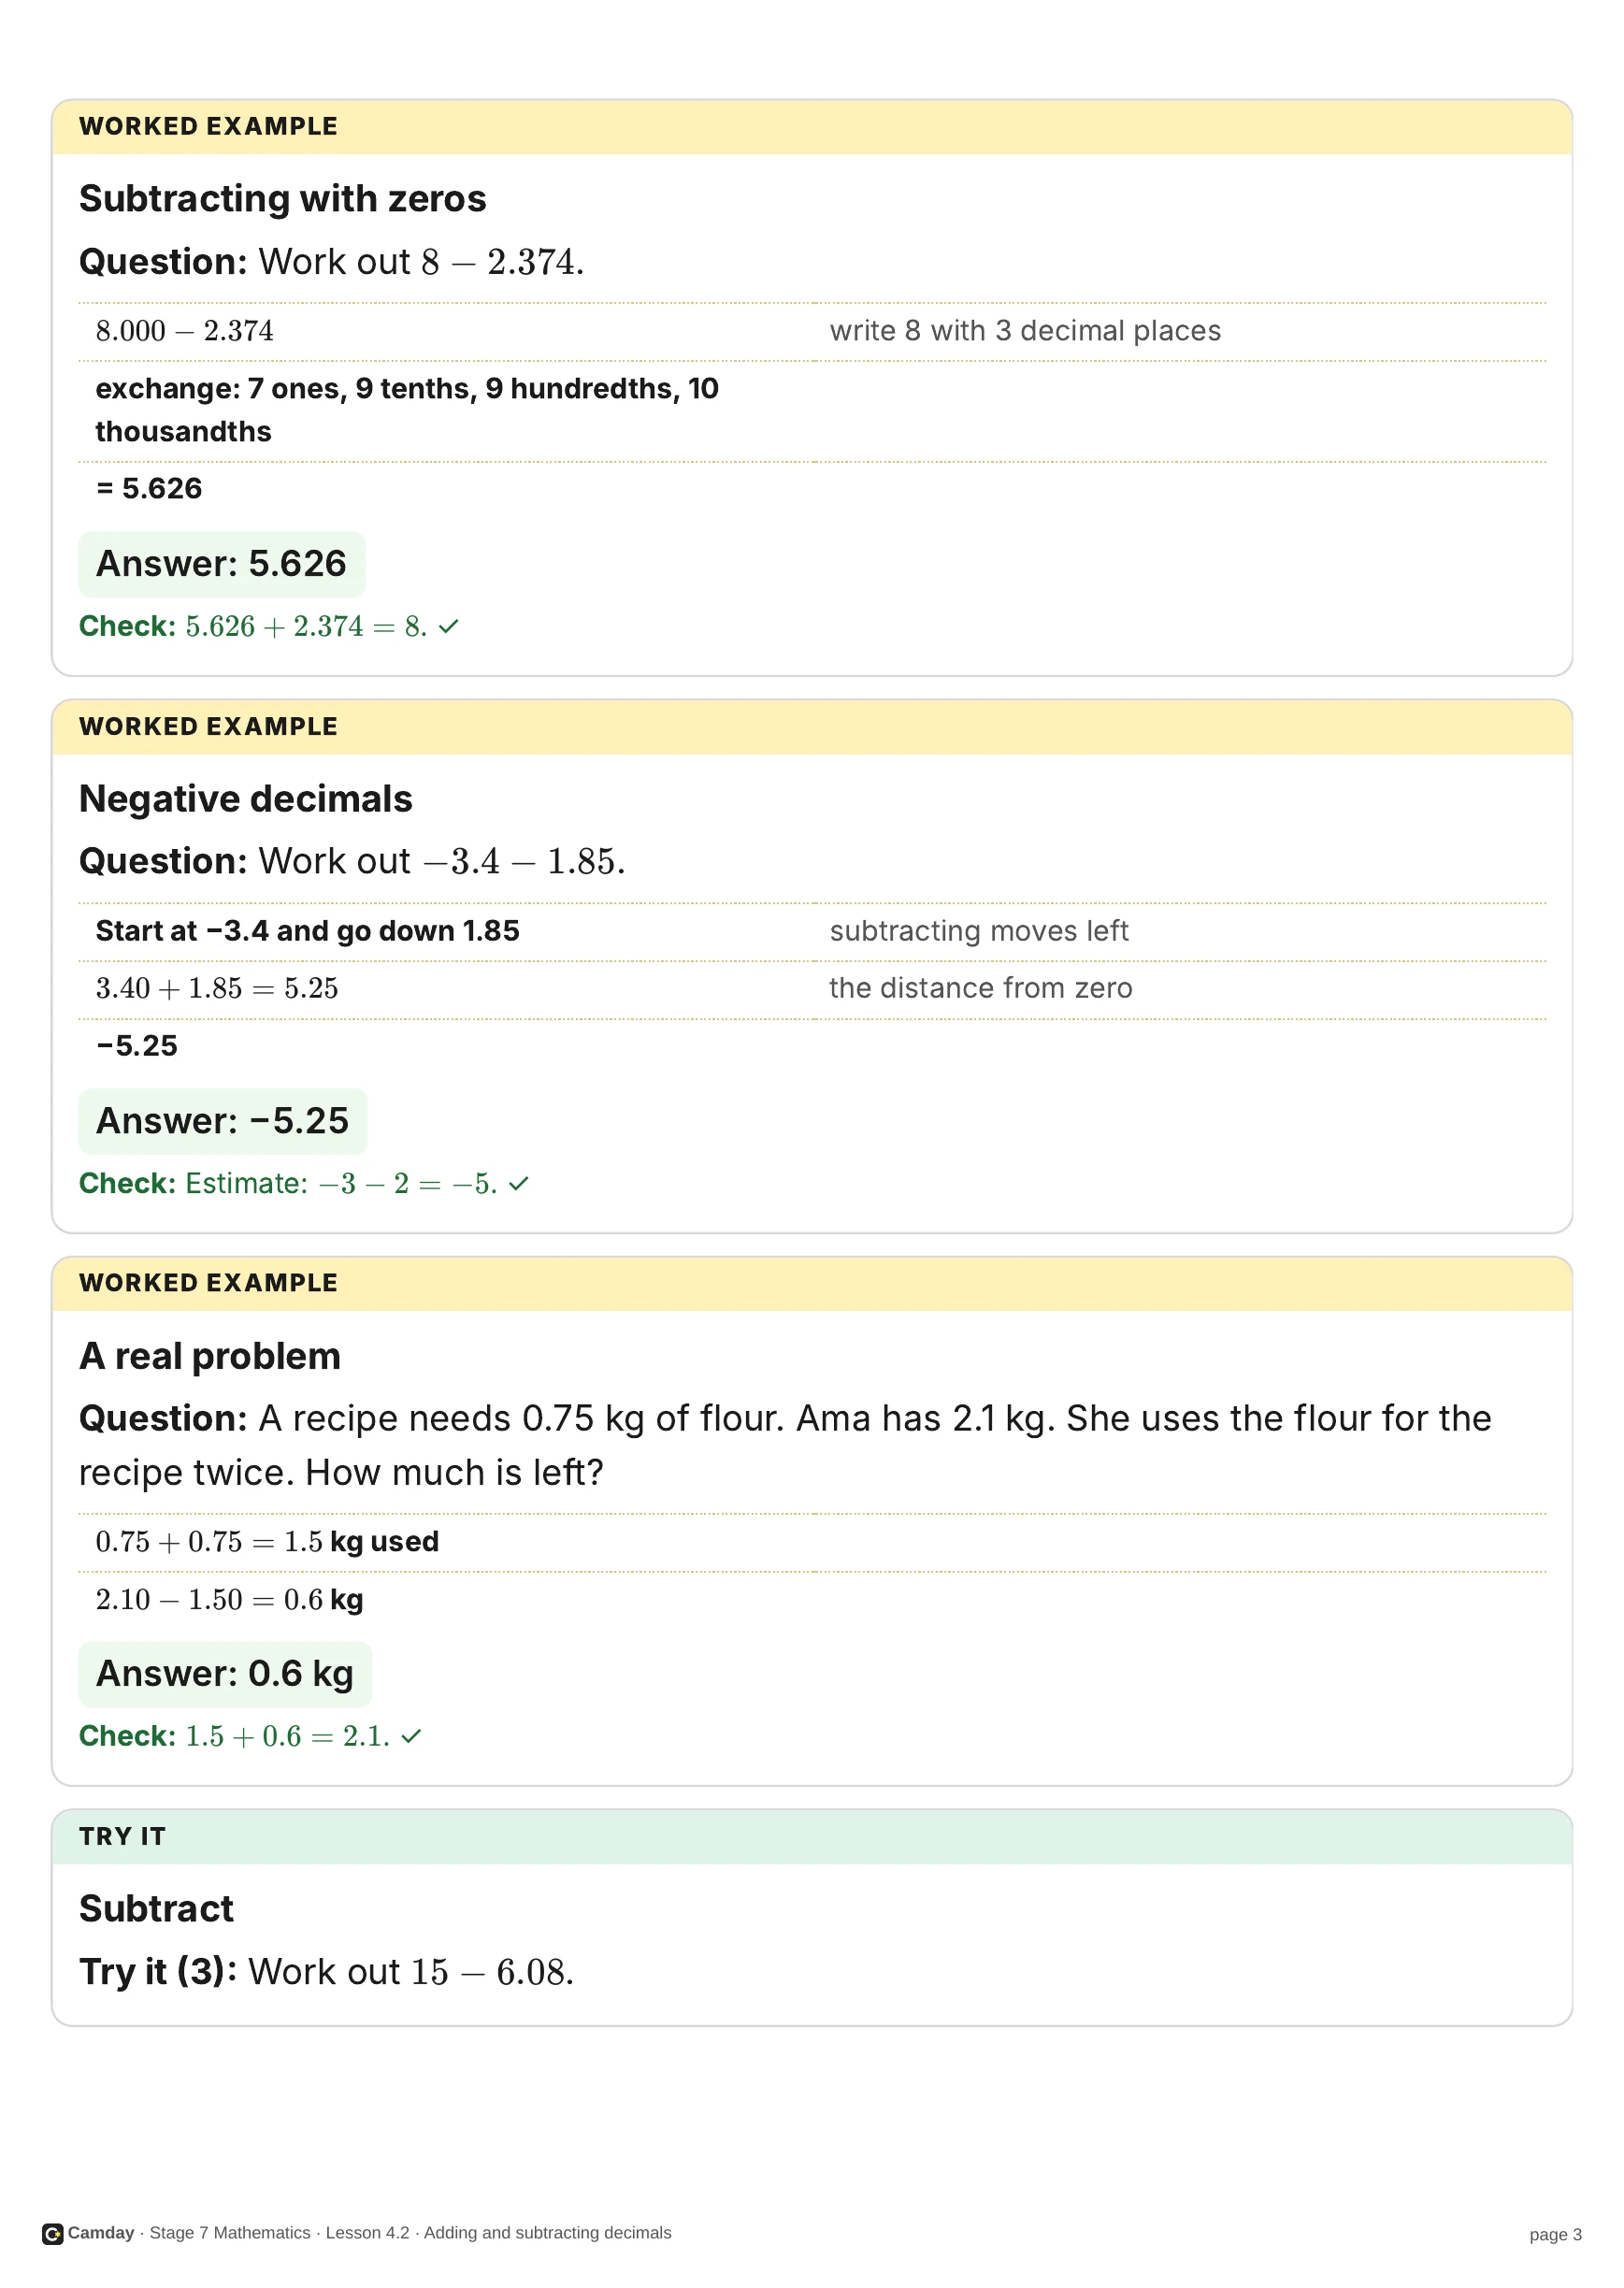 WORKED EXAMPLE
Subtracting with zeros
Question: Work out 8 − 2.374.
8.000 − 2.374 write 8 with 3 decimal places
exchange: 7 ones, 9 tenths, 9 hundredths, 10
thousandths
= 5.626
Answer: 5.626
Check: 5.626 + 2.374 = 8. ✓
WORKED EXAMPLE
Negative decimals
Question: Work out −3.4 − 1.85.
Start at −3.4 and go down 1.85 subtracting moves left
3.40 + 1.85 = 5.25 the distance from zero
−5.25
Answer: −5.25
Check: Estimate: −3 − 2 = −5. ✓
WORKED EXAMPLE
A real problem
Question: A recipe needs 0.75 kg of flour. Ama has 2.1 kg. She uses the flour for the
recipe twice. How much is left?
0.75 + 0.75 = 1.5 kg used
2.10 − 1.50 = 0.6 kg
Answer: 0.6 kg
Check: 1.5 + 0.6 = 2.1. ✓
TRY IT
Subtract
Try it (3): Work out 15 − 6.08.
Camday · Stage 7 Mathematics · Lesson 4.2 · Adding and subtracting decimals page 3